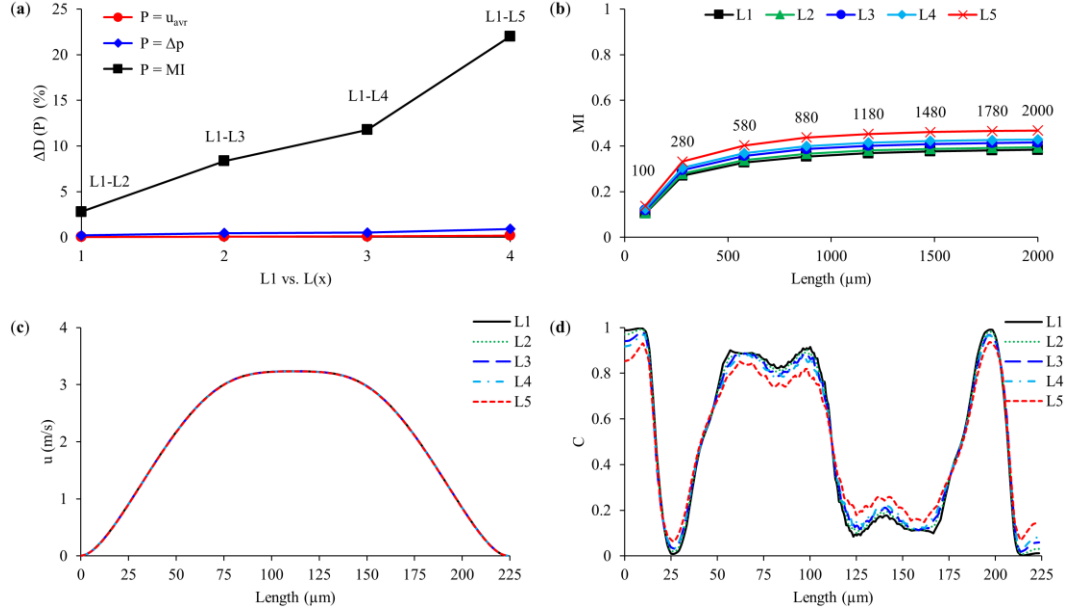 (a)
P = uavr
P = Δp
P = MI
ΔD (P) (%)
25
20
15
10
5
0
L1-L2
L1-L3
L1-L4
L1-L5
1
2
3
4
L1 vs. L(x)
(b)
L1
L2
L3
L4
L5
MI
1
0.8
0.6
0.4
0.2
0
100
280
580
880
1180
1480
1780
2000
0
500
1000
1500
2000
Length (µm)
(c)
L1
L2
L3
L4
L5
u (m/s)
4
3
2
1
0
0
25
50
75
100
125
150
175
200
225
Length (µm)
(d)
L1
L2
L3
L4
L5
C
1
0.8
0.6
0.4
0.2
0
0
25
50
75
100
125
150
175
200
225
Length (µm)